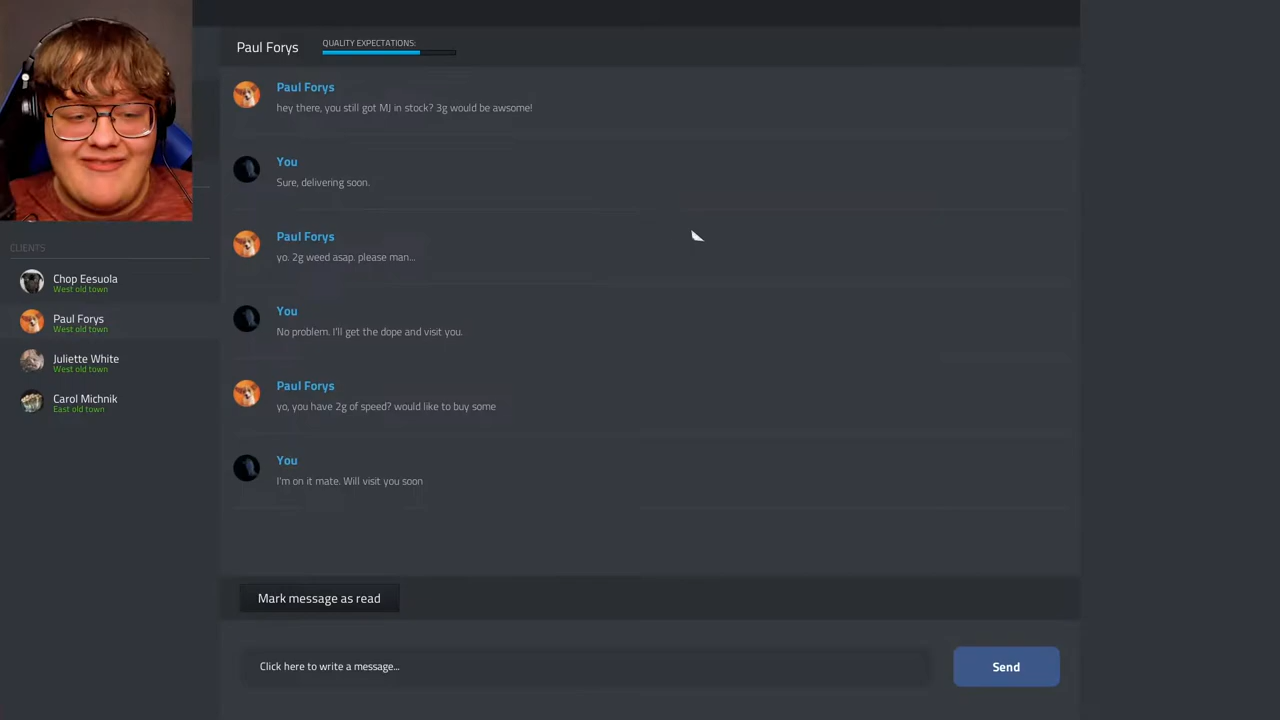 Paul Forys
QUALITY EXPECTATIONS:
Paul Forys
hey there, you still got MJ in stock? 3g would be awsome!
You
Sure, delivering soon.
Paul Forys
yo. 2g weed asap. please man...
You
No problem. I'll get the dope and visit you.
Paul Forys
yo, you have 2g of speed? would like to buy some
You
I'm on it mate. Will visit you soon
CLIENTS
Chop Eesuola
West old town
Paul Forys
West old town
Juliette White
West old town
Carol Michnik
East old town
Mark message as read
Click here to write a message...
Send